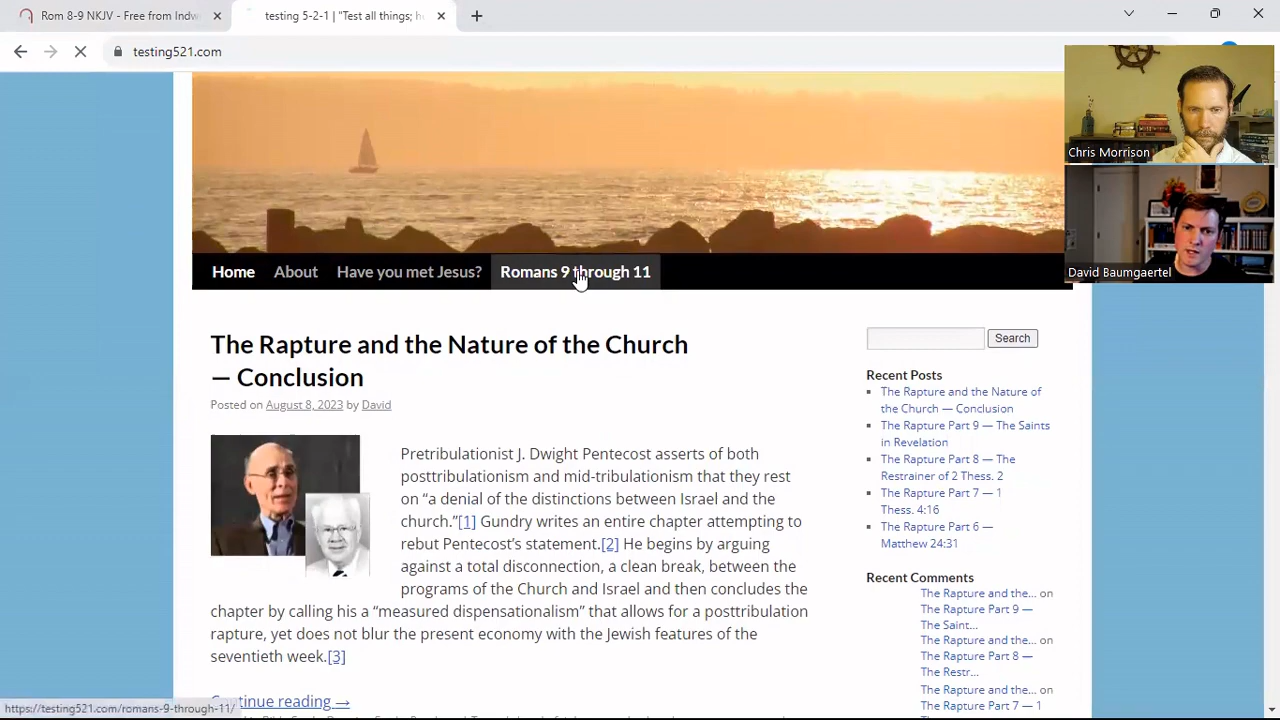 Rom 8-9 NKJV - Free from Indw
testing 5-2-1 | "Test all things; h
testing521.com
Chris Morrison
David Baumgaertel
Home About Have you met Jesus? Romans 9 through 11
The Rapture and the Nature of the Church
— Conclusion
Posted on August 8, 2023 by David
Pretribulationist J. Dwight Pentecost asserts of both
posttribulationism and mid-tribulationism that they rest
on “a denial of the distinctions between Israel and the
church.”[1] Gundry writes an entire chapter attempting to
rebut Pentecost’s statement.[2] He begins by arguing
against a total disconnection, a clean break, between the
programs of the Church and Israel and then concludes the
chapter by calling his a “measured dispensationalism” that allows for a posttribulation
rapture, yet does not blur the present economy with the Jewish features of the
seventieth week.[3]
Continue reading →
Search
Recent Posts
The Rapture and the Nature of
the Church — Conclusion
The Rapture Part 9 — The Saints
in Revelation
The Rapture Part 8 — The
Restrainer of 2 Thess. 2
The Rapture Part 7 — 1
Thess. 4:16
The Rapture Part 6 —
Matthew 24:31
Recent Comments
The Rapture and the... on
The Rapture Part 9 —
The Saint...
The Rapture and the... on
The Rapture Part 8 —
The Restr...
The Rapture and the... on
The Rapture Part 7 — 1
https://testing521.com/romans-9-through-11/